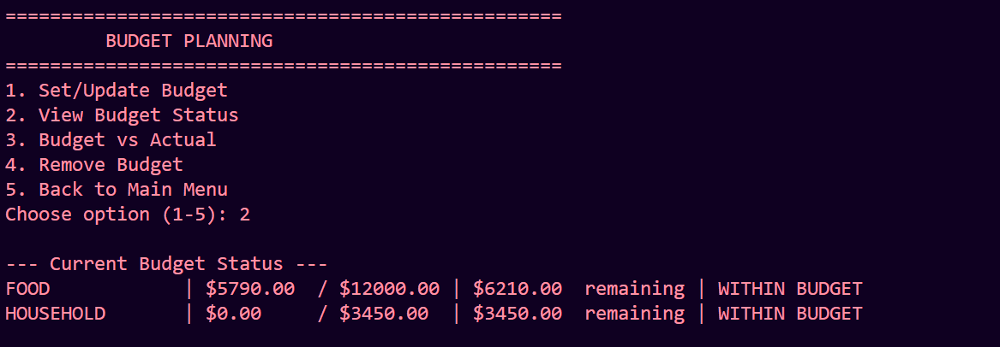 ==================================================
         BUDGET PLANNING
==================================================
1. Set/Update Budget
2. View Budget Status
3. Budget vs Actual
4. Remove Budget
5. Back to Main Menu
Choose option (1-5): 2

--- Current Budget Status ---
FOOD            | $5790.00  / $12000.00 | $6210.00  remaining | WITHIN BUDGET
HOUSEHOLD       | $0.00     / $3450.00  | $3450.00  remaining | WITHIN BUDGET